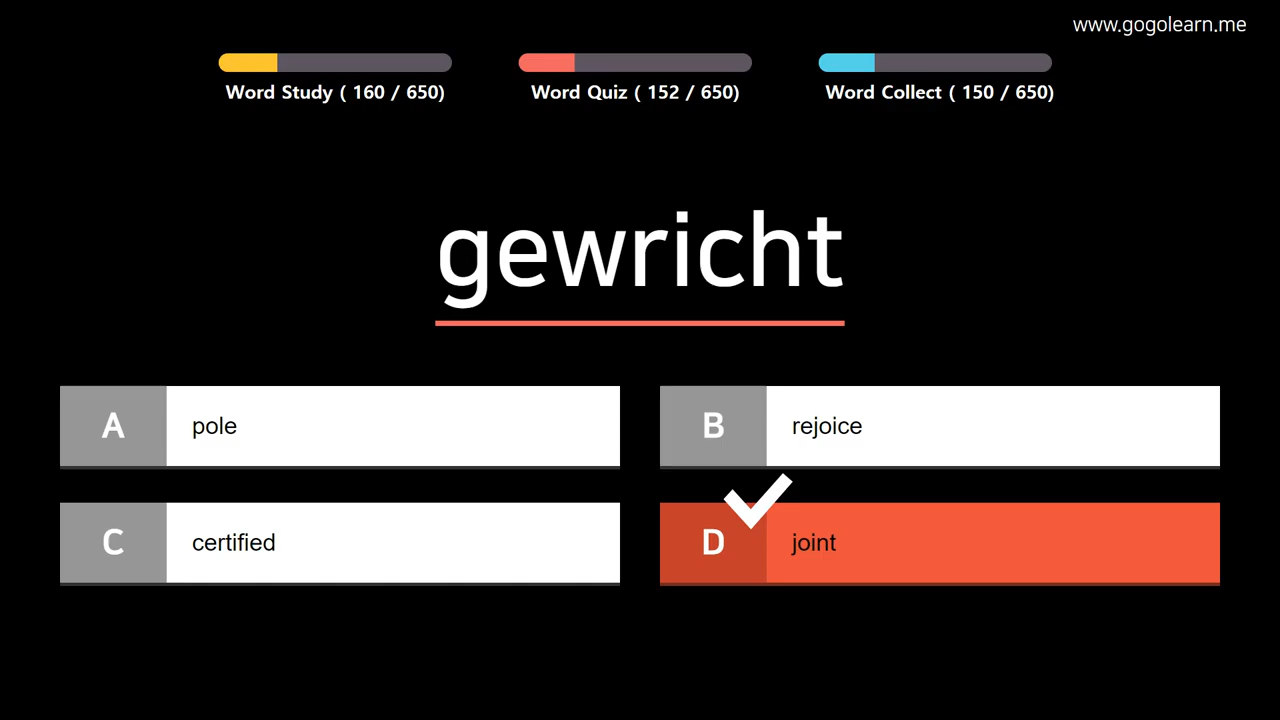 www.gogolearn.me
Word Study ( 160 / 650)
Word Quiz ( 152 / 650)
Word Collect ( 150 / 650)
gewricht
A pole
B rejoice
C certified
D joint